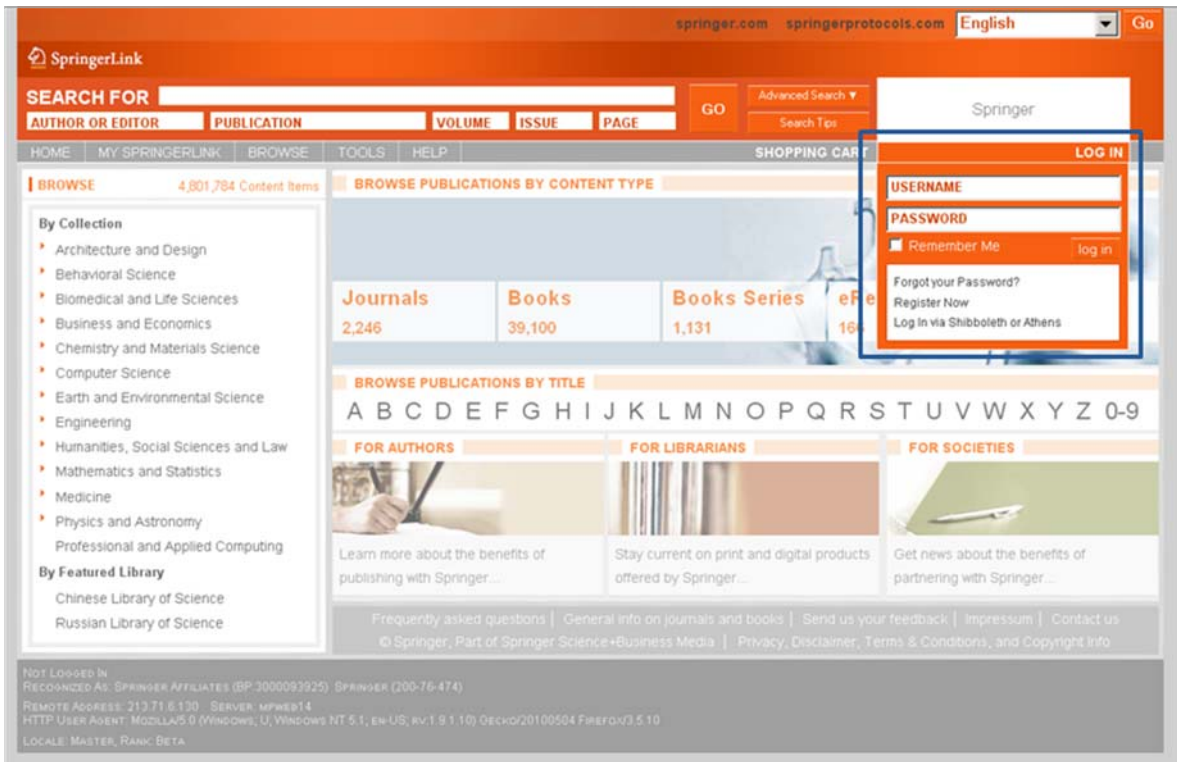 springer.com springerprotocols.com English Go
SpringerLink
SEARCH FOR
GO
Advanced Search ▼
Search Tips
AUTHOR OR EDITOR PUBLICATION VOLUME ISSUE PAGE
Springer
HOME MY SPRINGERLINK BROWSE TOOLS HELP SHOPPING CART LOG IN
USERNAME
PASSWORD
Remember Me log in
Forgot your Password?
Register Now
Log In via Shibboleth or Athens
BROWSE 4,801,784 Content Items
By Collection
Architecture and Design
Behavioral Science
Biomedical and Life Sciences
Business and Economics
Chemistry and Materials Science
Computer Science
Earth and Environmental Science
Engineering
Humanities, Social Sciences and Law
Mathematics and Statistics
Medicine
Physics and Astronomy
Professional and Applied Computing
By Featured Library
Chinese Library of Science
Russian Library of Science
BROWSE PUBLICATIONS BY CONTENT TYPE
Journals Books Books Series
2,246 39,100 1,131
BROWSE PUBLICATIONS BY TITLE
A B C D E F G H I J K L M N O P Q R S T U V W X Y Z 0-9
FOR AUTHORS
Learn more about the benefits of
publishing with Springer...
FOR LIBRARIANS
Stay current on print and digital products
offered by Springer...
FOR SOCIETIES
Get news about the benefits of
partnering with Springer...
Frequently asked questions | General info on journals and books | Send us your feedback | Impressum | Contact us
© Springer, Part of Springer Science+Business Media | Privacy, Disclaimer, Terms & Conditions, and Copyright Info
NOT LOGGED IN
RECOGNIZED AS: SPRINGER AFFILIATES (BP:3000093925) SPRINGER (200-76-474)
REMOTE ADDRESS: 213.71.6.130 SERVER: MPWEB14
HTTP USER AGENT: MOZILLA/5.0 (WINDOWS; U; WINDOWS NT 5.1; EN-US; RV:1.9.1.10) GECKO/20100504 FIREFOX/3.5.10
LOCALE: MASTER, RANK: BETA